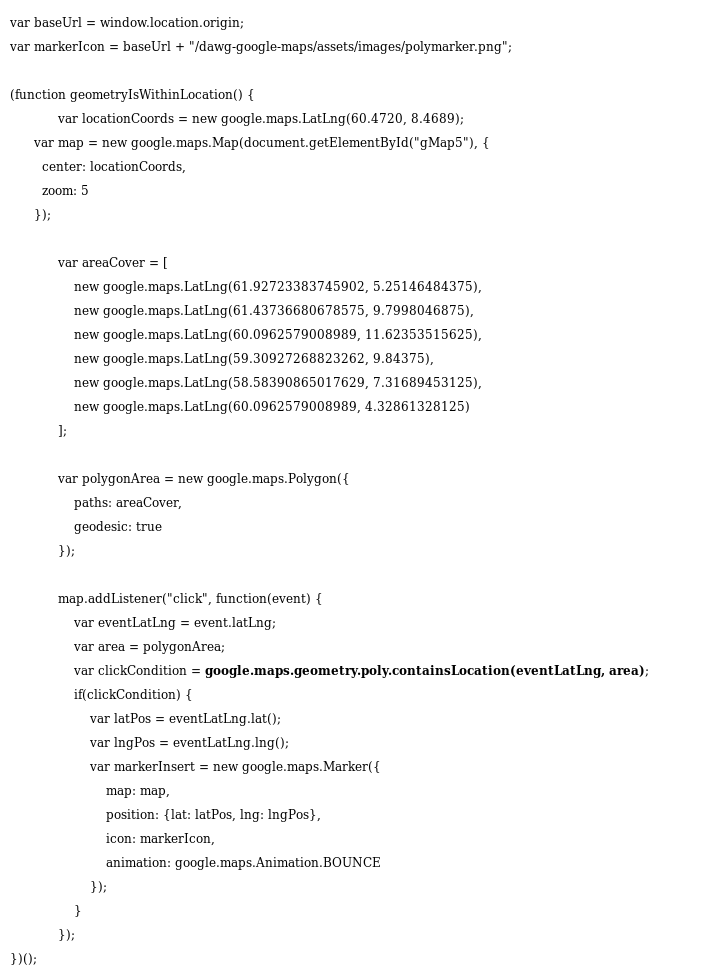 var baseUrl = window.location.origin;
var markerIcon = baseUrl + "/dawg-google-maps/assets/images/polymarker.png";
(function geometryIsWithinLocation() {
var locationCoords = new google.maps.LatLng(60.4720, 8.4689);
var map = new google.maps.Map(document.getElementById("gMap5"), {
center: locationCoords,
zoom: 5
});
var areaCover = [
new google.maps.LatLng(61.92723383745902, 5.25146484375),
new google.maps.LatLng(61.43736680678575, 9.7998046875),
new google.maps.LatLng(60.0962579008989, 11.62353515625),
new google.maps.LatLng(59.30927268823262, 9.84375),
new google.maps.LatLng(58.58390865017629, 7.31689453125),
new google.maps.LatLng(60.0962579008989, 4.32861328125)
];
var polygonArea = new google.maps.Polygon({
paths: areaCover,
geodesic: true
});
map.addListener("click", function(event) {
var eventLatLng = event.latLng;
var area = polygonArea;
var clickCondition = google.maps.geometry.poly.containsLocation(eventLatLng, area);
if(clickCondition) {
var latPos = eventLatLng.lat();
var lngPos = eventLatLng.lng();
var markerInsert = new google.maps.Marker({
map: map,
position: {lat: latPos, lng: lngPos},
icon: markerIcon,
animation: google.maps.Animation.BOUNCE
});
}
});
})();